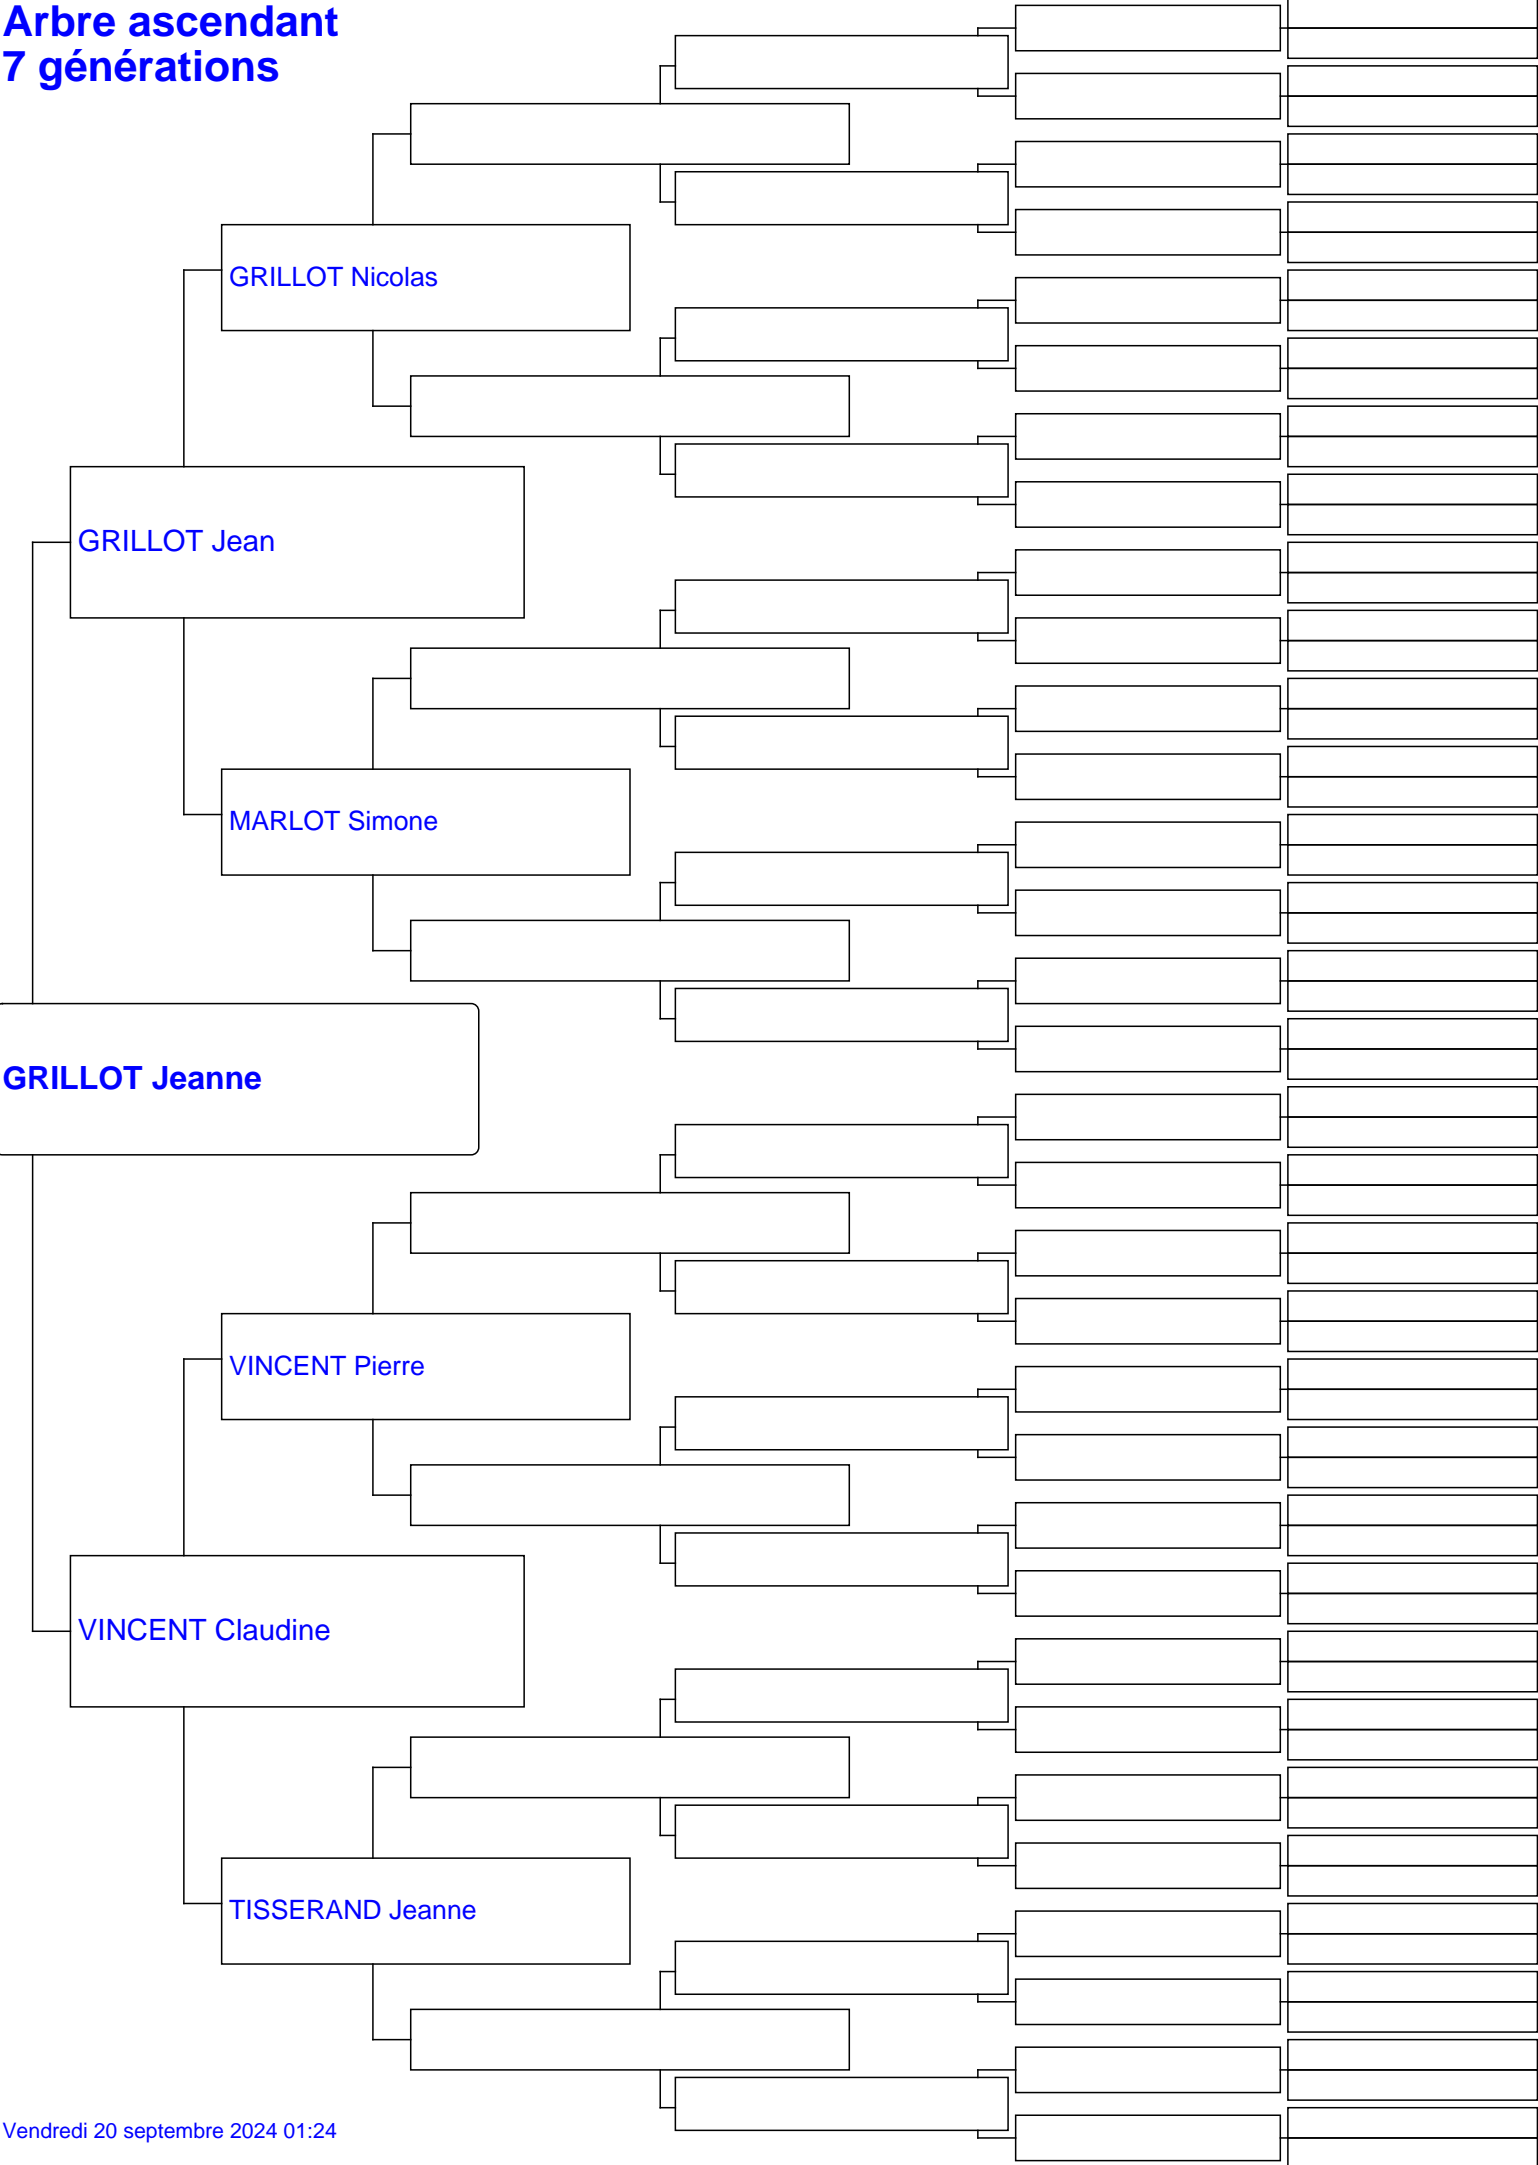 Arbre ascendant
7 générations
GRILLOT Nicolas
GRILLOT Jean
MARLOT Simone
GRILLOT Jeanne
VINCENT Pierre
VINCENT Claudine
TISSERAND Jeanne
Vendredi 20 septembre 2024 01:24